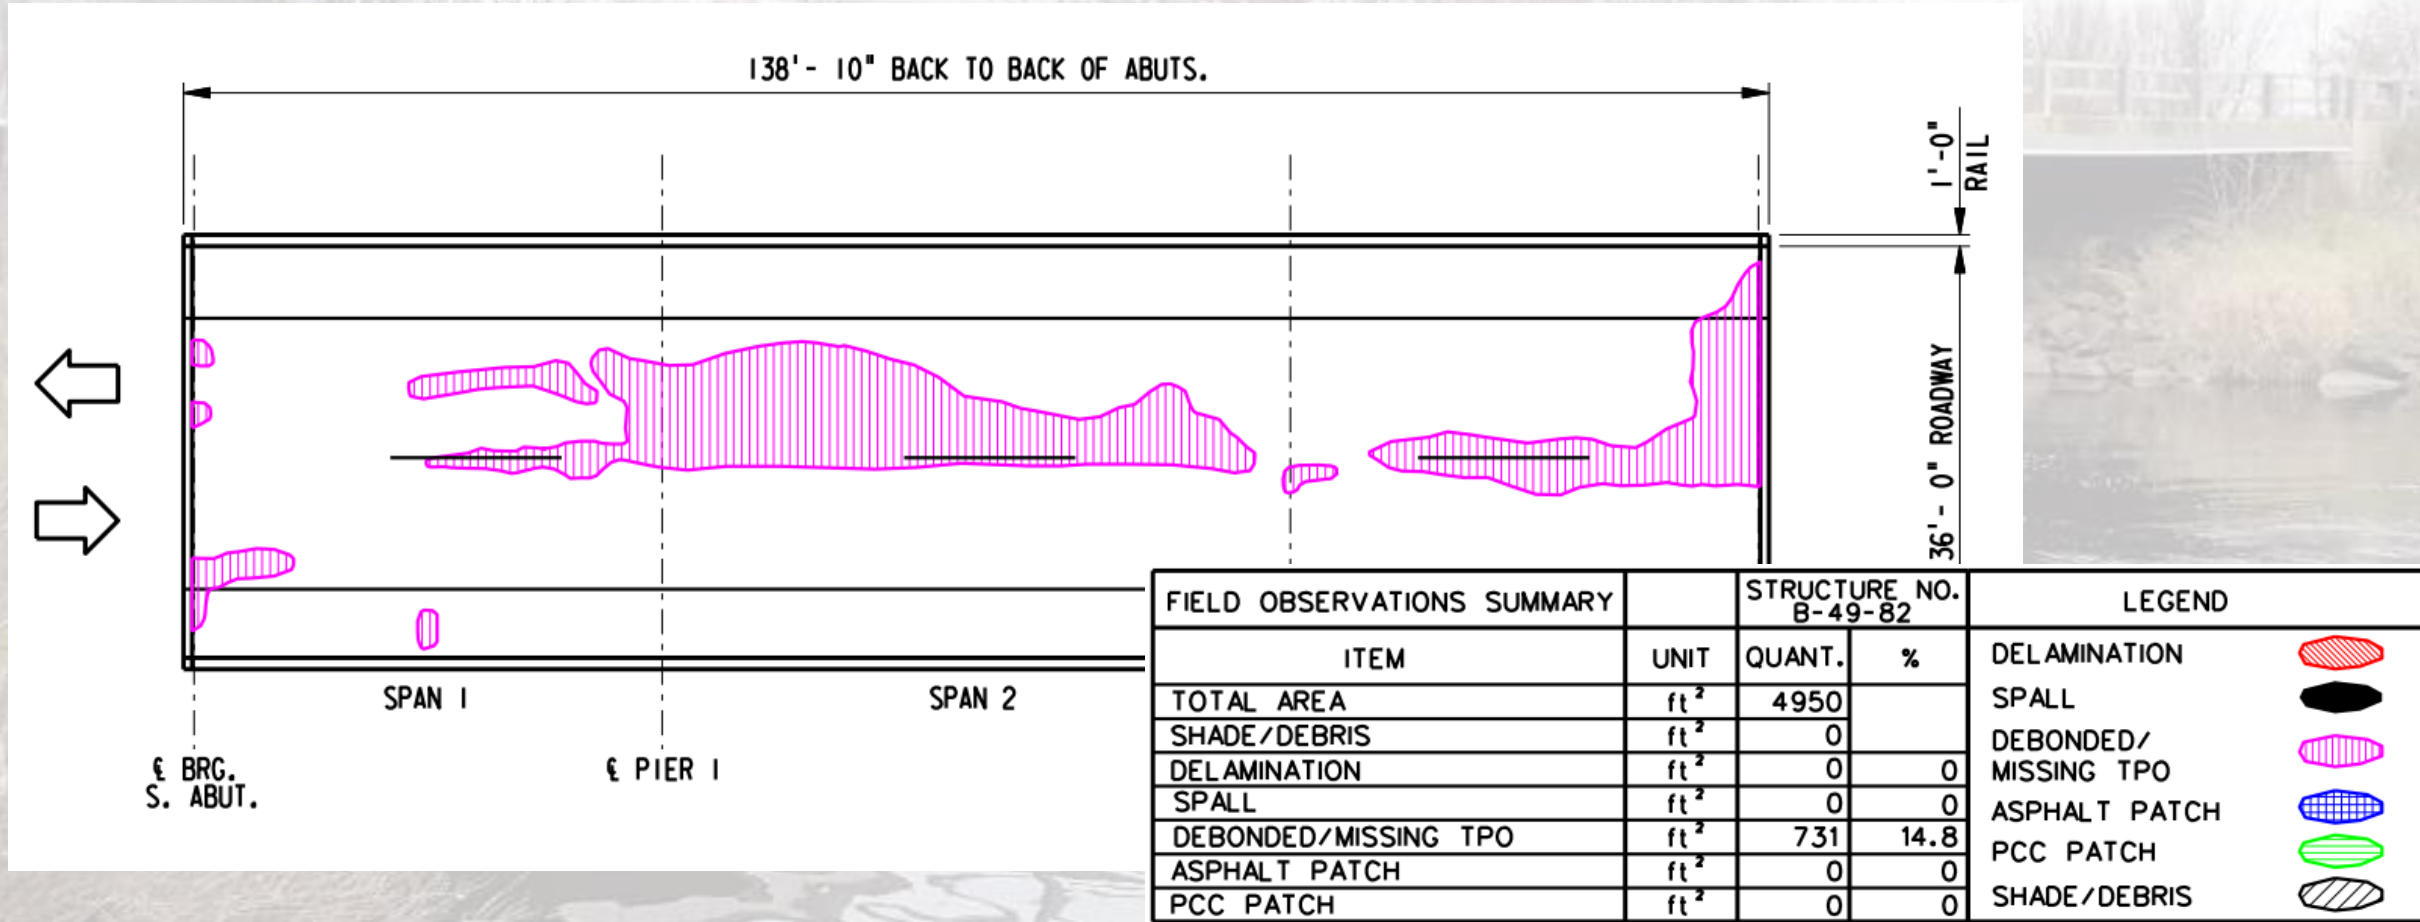 138'- 10" BACK TO BACK OF ABUTS.
1'-0"
RAIL
36'- 0" ROADWAY
SPAN 1
SPAN 2
℄ BRG.
S. ABUT.
℄ PIER 1
FIELD OBSERVATIONS SUMMARY
STRUCTURE NO.
B-49-82
LEGEND
ITEM UNIT QUANT. %
TOTAL AREA ft² 4950
SHADE/DEBRIS ft² 0
DELAMINATION ft² 0 0
SPALL ft² 0 0
DEBONDED/MISSING TPO ft² 731 14.8
ASPHALT PATCH ft² 0 0
PCC PATCH ft² 0 0
DELAMINATION
SPALL
DEBONDED/
MISSING TPO
ASPHALT PATCH
PCC PATCH
SHADE/DEBRIS